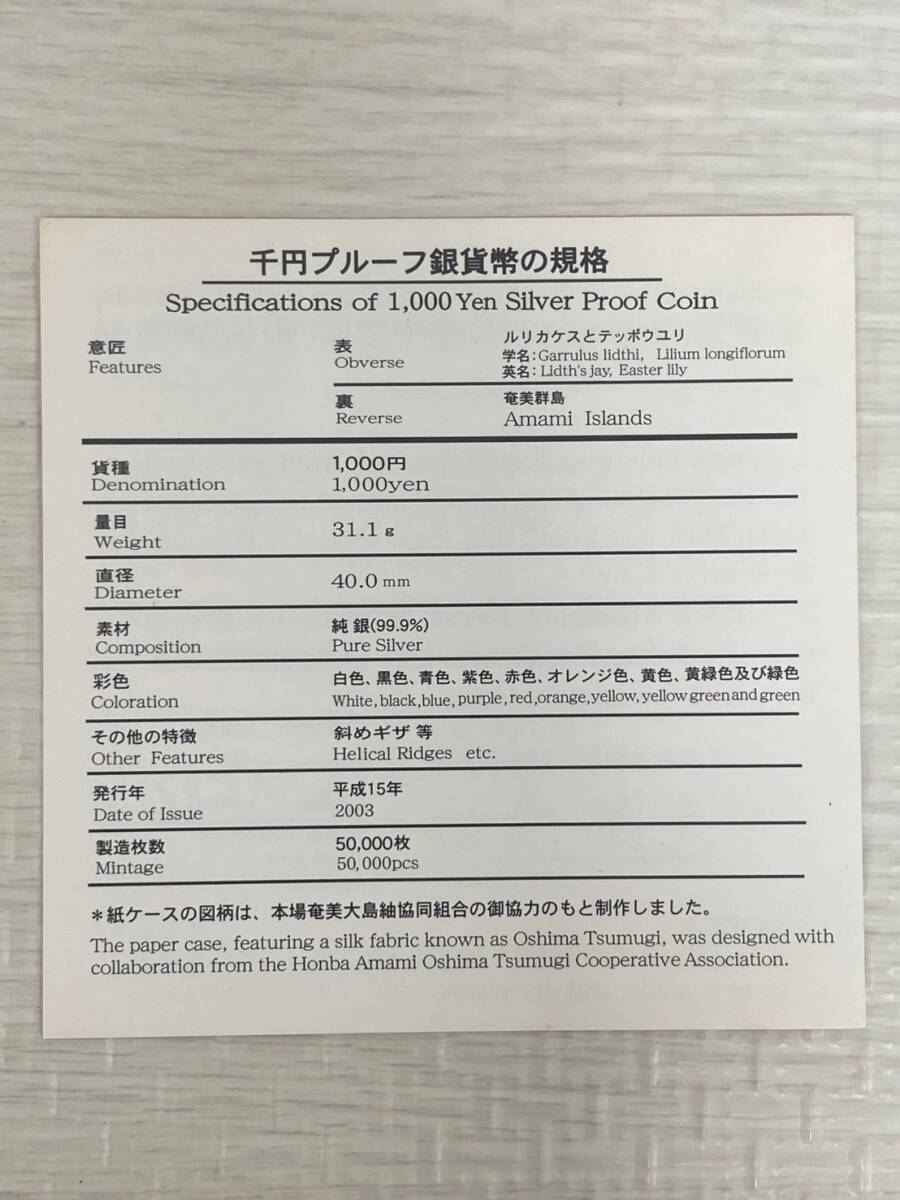 千円プルーフ銀貨幣の規格
Specifications of 1,000 Yen Silver Proof Coin
意匠
Features
表
Obverse
ルリカケスとテッポウユリ
学名:Garrulus lidthi, Lilium longiflorum
英名:Lidth's jay, Easter lily
裏
Reverse
奄美群島
Amami Islands
貨種
Denomination
1,000円
1,000yen
量目
Weight
31.1g
直径
Diameter
40.0mm
素材
Composition
純銀(99.9%)
Pure Silver
彩色
Coloration
白色、黒色、青色、紫色、赤色、オレンジ色、黄色、黄緑色及び緑色
White,black,blue,purple,red,orange,yellow,yellow green and green
その他の特徴
Other Features
斜めギザ 等
Helical Ridges etc.
発行年
Date of Issue
平成15年
2003
製造枚数
Mintage
50,000枚
50,000pcs
*紙ケースの図柄は、本場奄美大島紬協同組合の御協力のもと制作しました。
The paper case, featuring a silk fabric known as Oshima Tsumugi, was designed with
collaboration from the Honba Amami Oshima Tsumugi Cooperative Association.